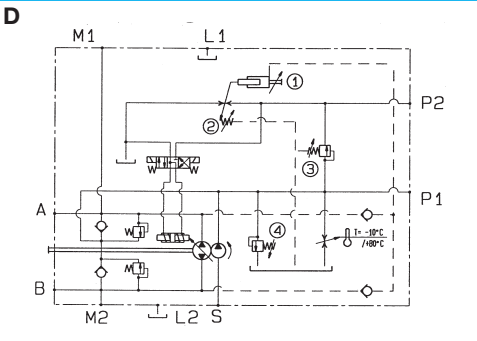 D
M1 L1
①
P2
②
③
P1
A
④
T= -10°C
/+80°C
B
M2 L2 S